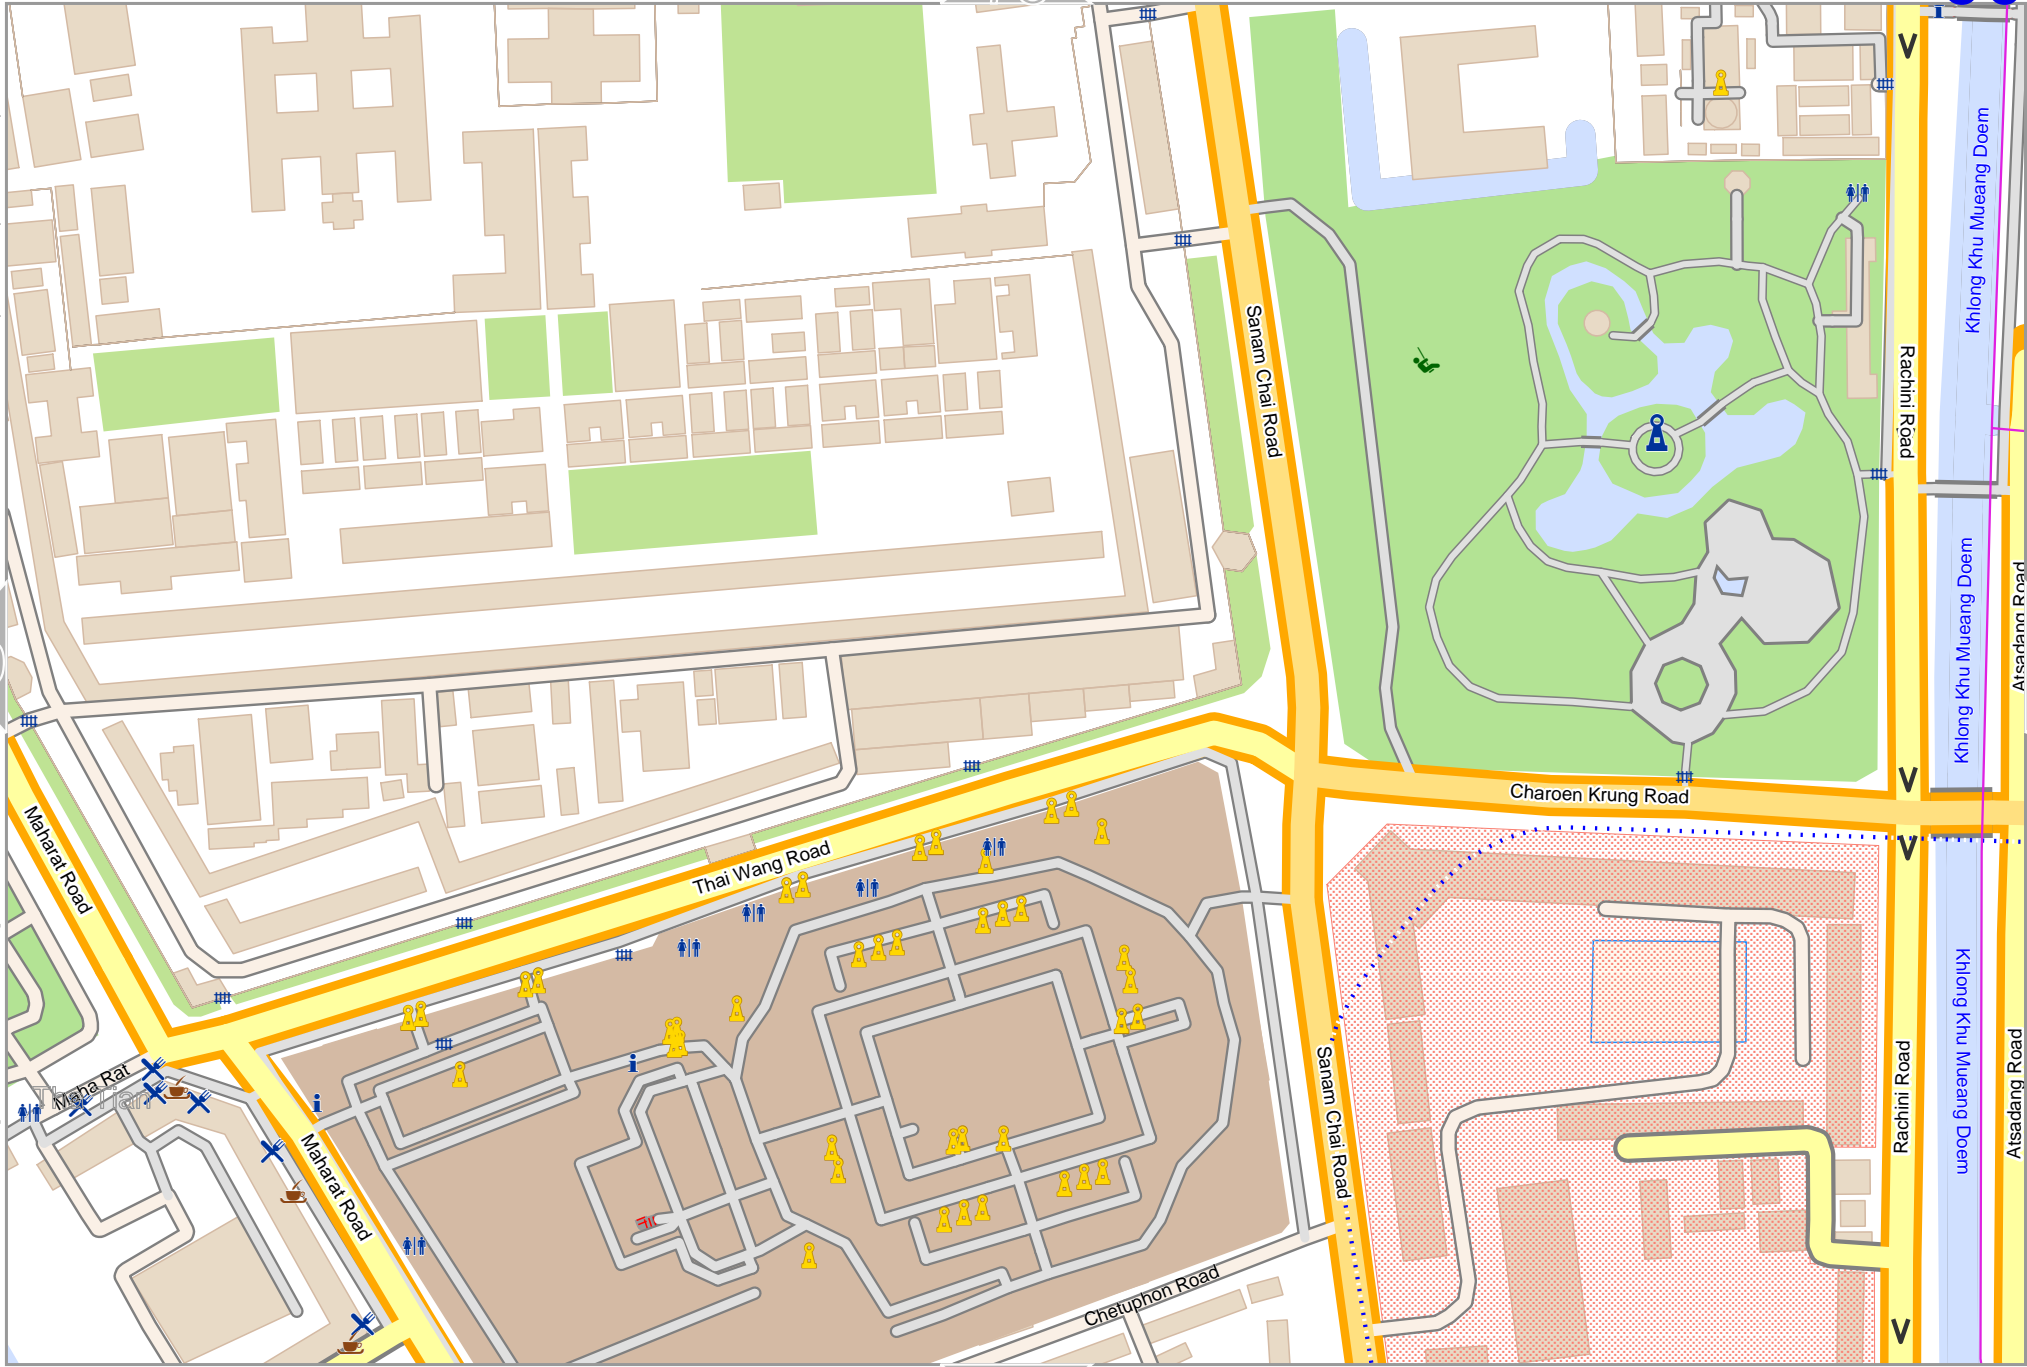 Khlong Khu Mueang Doem
Sanam Chai Road
Rachini Road
Khlong Khu Mueang Doem
Atsadang Road
Charoen Krung Road
Maharat Road
Thai Wang Road
Khlong Khu Mueang Doem
Maha Rat
Tha Tian
Maharat Road
Sanam Chai Road
Rachini Road
Atsadang Road
Chetuphon Road